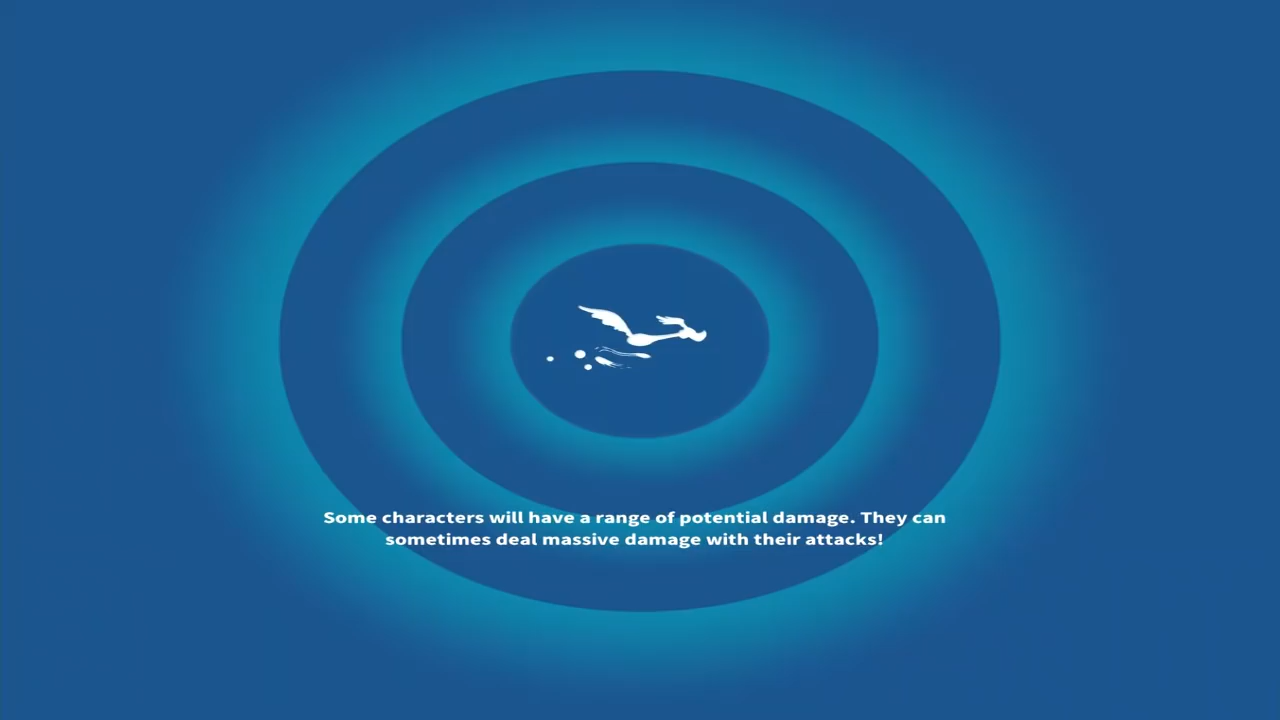 Some characters will have a range of potential damage. They can
sometimes deal massive damage with their attacks!